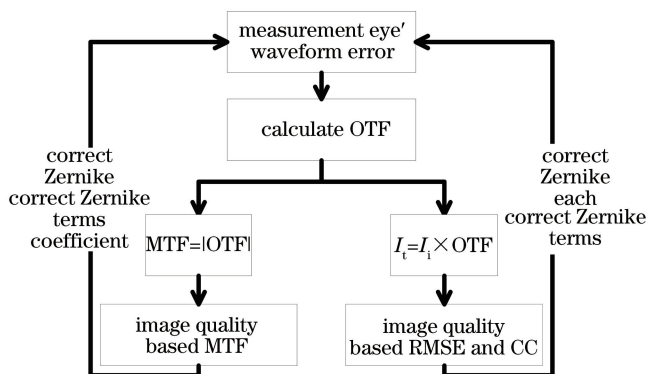 measurement eye′
waveform error
calculate OTF
correct
Zernike
correct Zernike
terms
coefficient
correct
Zernike
each
correct Zernike
terms
MTF=|OTF|
Iₜ=Iᵢ×OTF
image quality
based MTF
image quality
based RMSE and CC